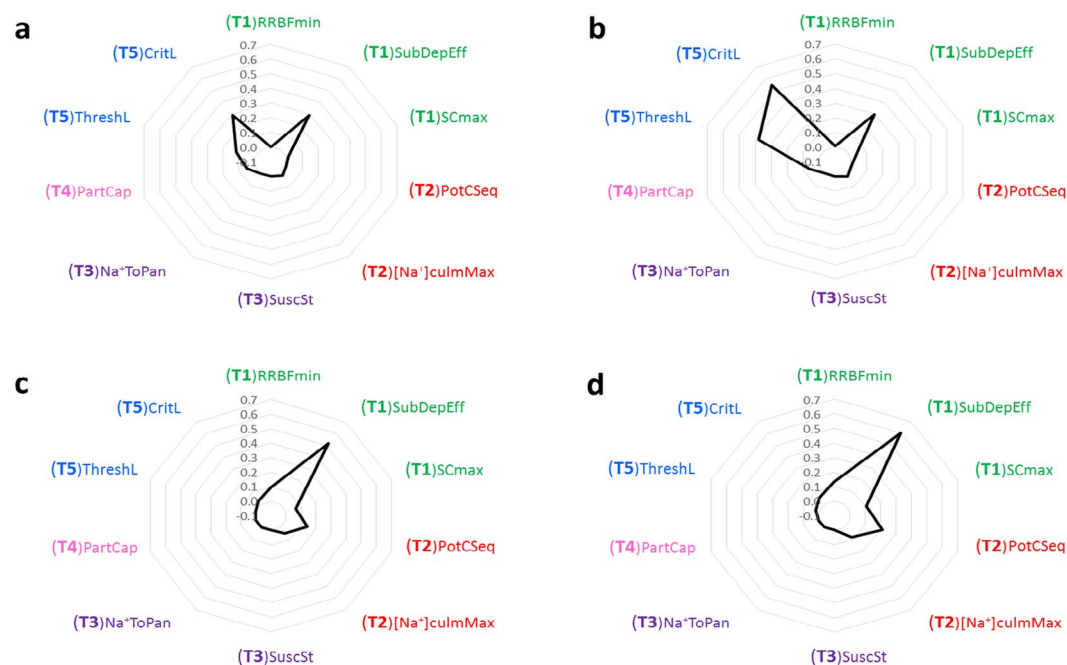 a
(T1)RRBFmin
(T5)CritL
(T1)SubDepEff
(T5)ThreshL
(T1)SCmax
(T4)PartCap
(T2)PotCSeq
(T3)Na⁺ToPan
(T2)[Na⁺]culmMax
(T3)SuscSt
0.7
0.6
0.5
0.4
0.3
0.2
0.1
0.0
-0.1
b
(T1)RRBFmin
(T5)CritL
(T1)SubDepEff
(T5)ThreshL
(T1)SCmax
(T4)PartCap
(T2)PotCSeq
(T3)Na⁺ToPan
(T2)[Na⁺]culmMax
(T3)SuscSt
0.7
0.6
0.5
0.4
0.3
0.2
0.1
0.0
-0.1
c
(T1)RRBFmin
(T5)CritL
(T1)SubDepEff
(T5)ThreshL
(T1)SCmax
(T4)PartCap
(T2)PotCSeq
(T3)Na⁺ToPan
(T2)[Na⁺]culmMax
(T3)SuscSt
0.7
0.6
0.5
0.4
0.3
0.2
0.1
0.0
-0.1
d
(T1)RRBFmin
(T5)CritL
(T1)SubDepEff
(T5)ThreshL
(T1)SCmax
(T4)PartCap
(T2)PotCSeq
(T3)Na⁺ToPan
(T2)[Na⁺]culmMax
(T3)SuscSt
0.7
0.6
0.5
0.4
0.3
0.2
0.1
0.0
-0.1